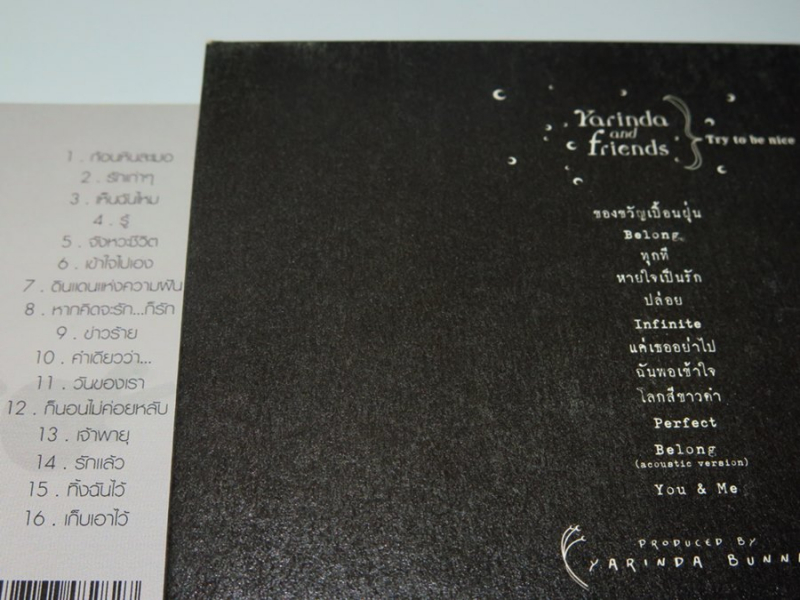 1 . ก้อนหินละเมอ
2 . รักเก่าๆ
3 . เห็นฉันไหม
4 . รู้
5 . จังหวะชีวิต
6 . เข้าใจไปเอง
7 . ดินแดนแห่งความฝัน
8 . หากคิดจะรัก...ก็รัก
9 . ข่าวร้าย
10 . คำเดียวว่า...
11 . วันของเรา
12 . ก็นอนไม่ค่อยหลับ
13 . เจ้าพายุ
14 . รักแล้ว
15 . ทิ้งฉันไว้
16 . เก็บเอาไว้
Yarinda
and
friends
Try to be nice
ของขวัญเปื้อนฝุ่น
Belong
ทุกที
หายใจเป็นรัก
ปล่อย
Infinite
แค่เธออย่าไป
ฉันพอเข้าใจ
โลกสีขาวดำ
Perfect
Belong
(acoustic version)
You & Me
PRODUCED BY
YARINDA BUNN